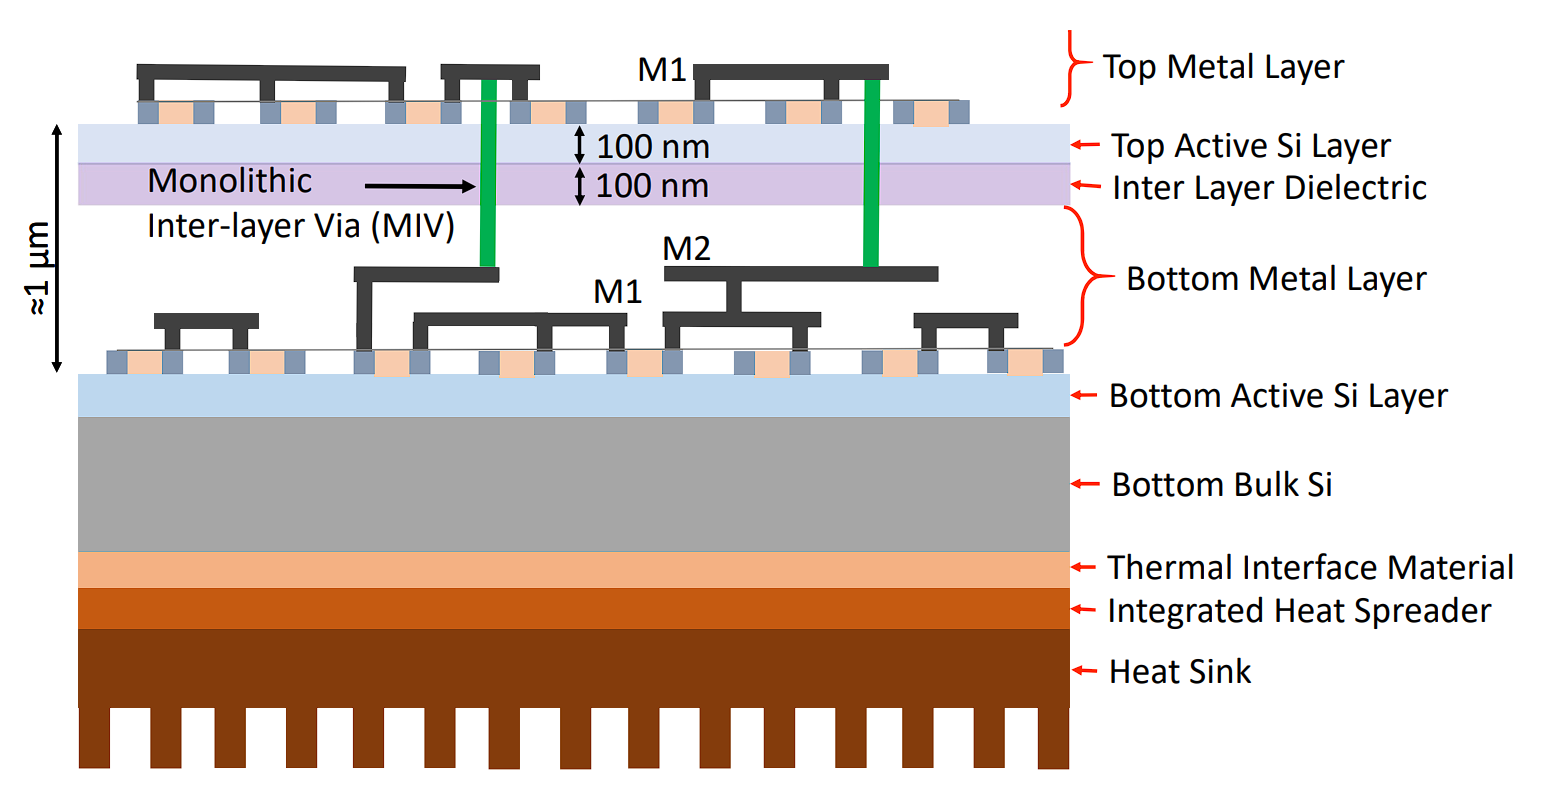 M1
Top Metal Layer
100 nm
Top Active Si Layer
100 nm
Inter Layer Dielectric
Monolithic
Inter-layer Via (MIV)
≈1 μm
M2
M1
Bottom Metal Layer
Bottom Active Si Layer
Bottom Bulk Si
Thermal Interface Material
Integrated Heat Spreader
Heat Sink